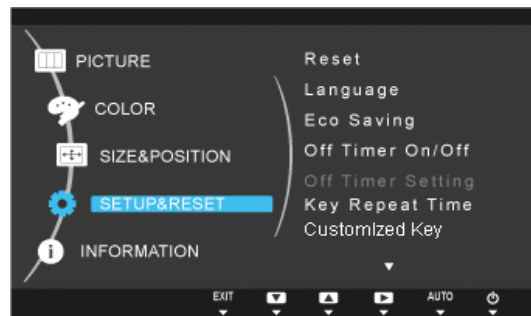 PICTURE
COLOR
SIZE&POSITION
SETUP&RESET
INFORMATION
Reset
Language
Eco Saving
Off Timer On/Off
Off Timer Setting
Key Repeat Time
Customized Key
EXIT
AUTO